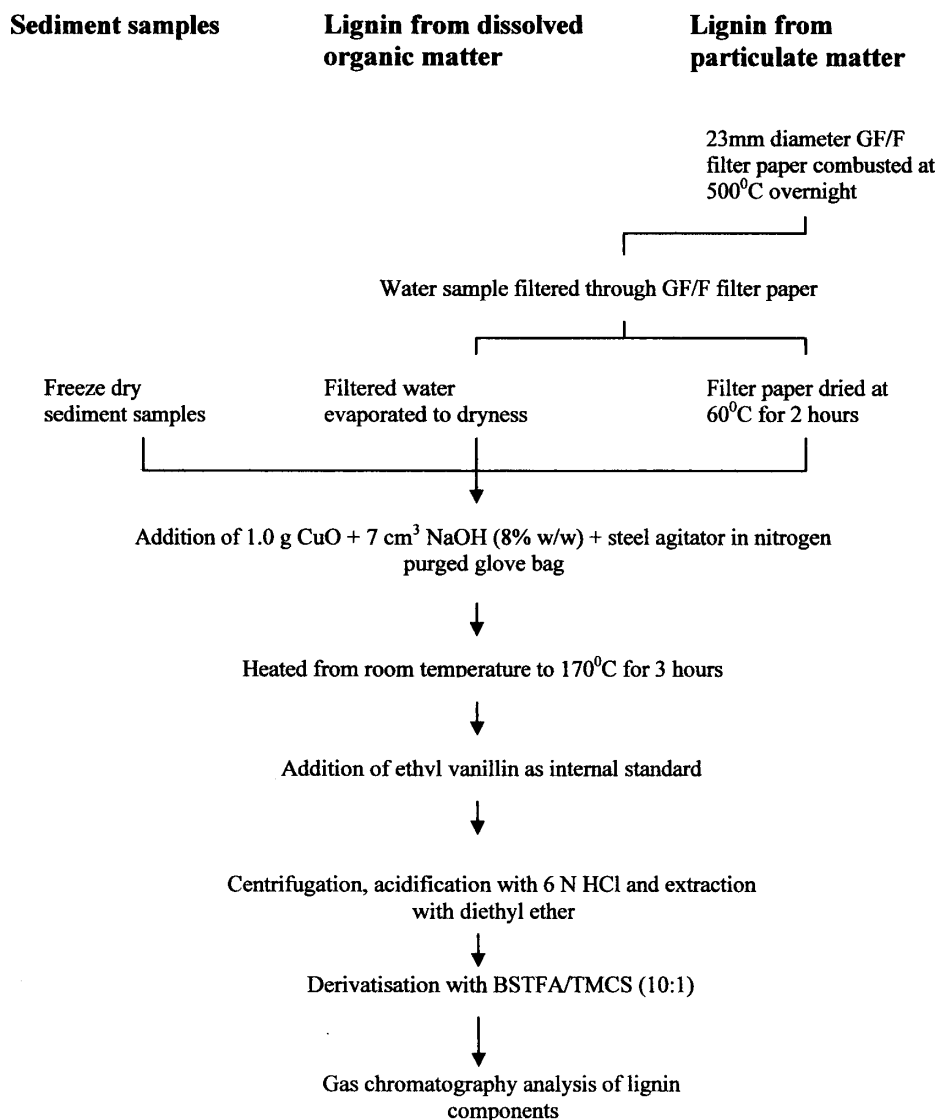 Sediment samples
Lignin from dissolved
organic matter
Lignin from
particulate matter
23mm diameter GF/F
filter paper combusted at
500⁰C overnight
Water sample filtered through GF/F filter paper
Freeze dry
sediment samples
Filtered water
evaporated to dryness
Filter paper dried at
60⁰C for 2 hours
Addition of 1.0 g CuO + 7 cm³ NaOH (8% w/w) + steel agitator in nitrogen
purged glove bag
Heated from room temperature to 170⁰C for 3 hours
Addition of ethyl vanillin as internal standard
Centrifugation, acidification with 6 N HCl and extraction
with diethyl ether
Derivatisation with BSTFA/TMCS (10:1)
Gas chromatography analysis of lignin
components